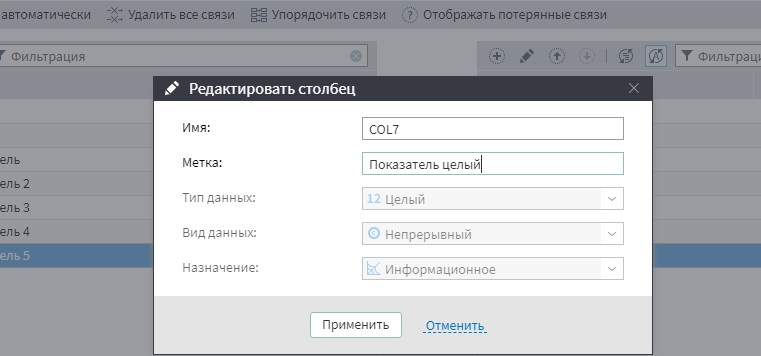 автоматически Удалить все связи Упорядочить связи Отображать потерянные связи
Фильтрация
Фильтраци
Редактировать столбец
Имя: COL7
Метка: Показатель целый
Тип данных: 12 Целый
Вид данных: Непрерывный
Назначение: Информационное
Применить Отменить
ель
ель 2
ель 3
ель 4
ель 5